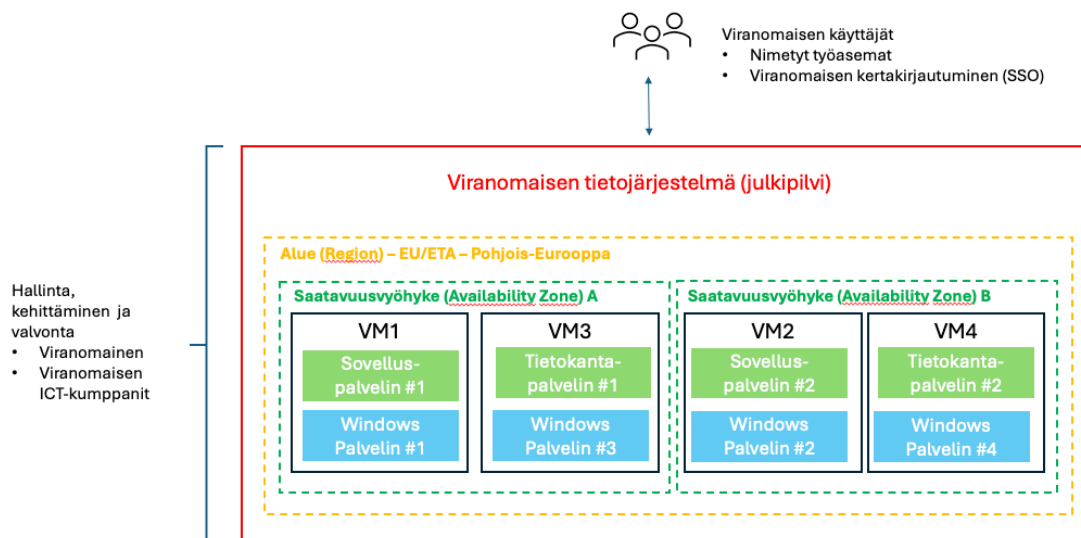 Viranomaisen käyttäjät
• Nimetyt työasemat
• Viranomaisen kertakirjautuminen (SSO)
Viranomaisen tietojärjestelmä (julkipilvi)
Alue (Region) – EU/ETA – Pohjois-Eurooppa
Hallinta,
kehittäminen ja
valvonta
• Viranomainen
• Viranomaisen
ICT-kumppanit
Saatavuusvyöhyke (Availability Zone) A
VM1
Sovellus-
palvelin #1
Windows
Palvelin #1
VM3
Tietokanta-
palvelin #1
Windows
Palvelin #3
Saatavuusvyöhyke (Availability Zone) B
VM2
Sovellus-
palvelin #2
Windows
Palvelin #2
VM4
Tietokanta-
palvelin #2
Windows
Palvelin #4